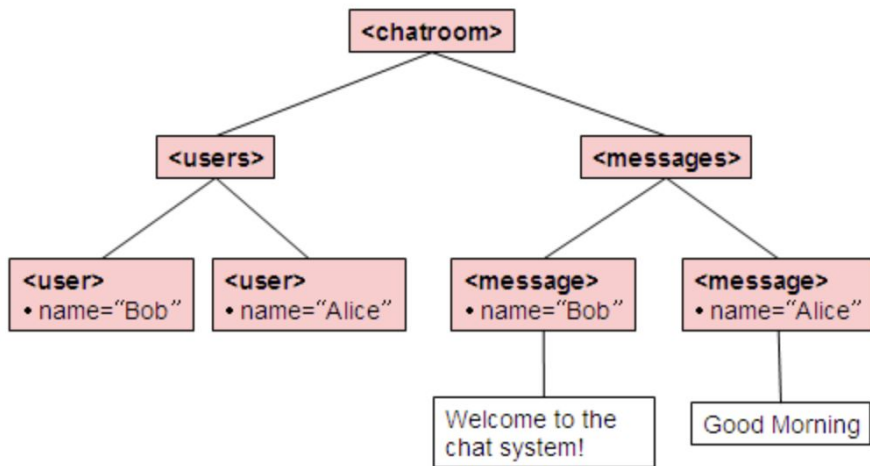 <chatroom>
<users>
<messages>
<user>
• name=“Bob”
<user>
• name=“Alice”
<message>
• name=“Bob”
<message>
• name=“Alice”
Welcome to the
chat system!
Good Morning